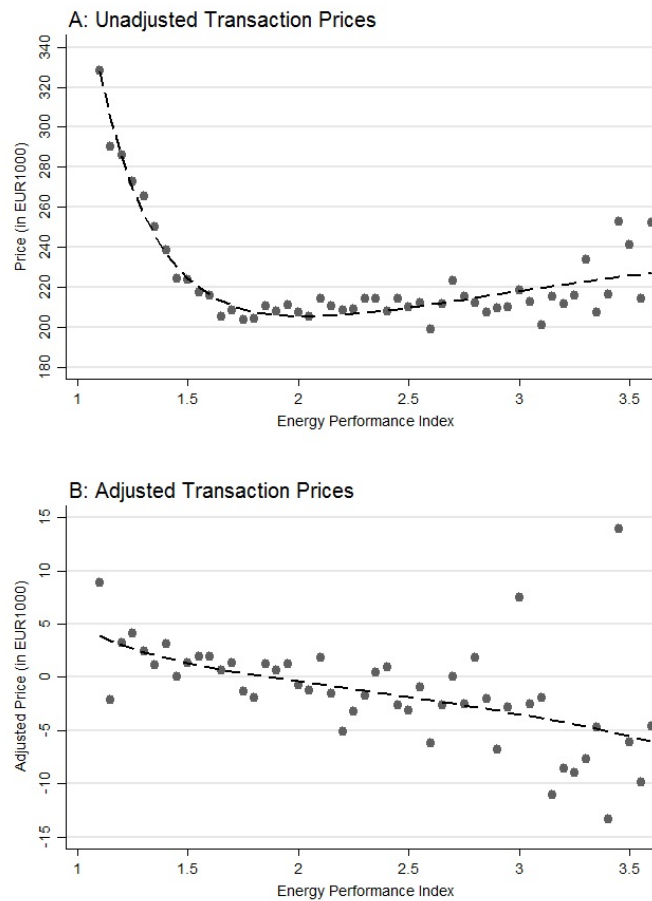 A: Unadjusted Transaction Prices
340
320
300
280
260
240
220
200
180
Price (in EUR1000)
1 1.5 2 2.5 3 3.5
Energy Performance Index
B: Adjusted Transaction Prices
15
10
5
0
-5
-10
-15
Adjusted Price (in EUR1000)
1 1.5 2 2.5 3 3.5
Energy Performance Index